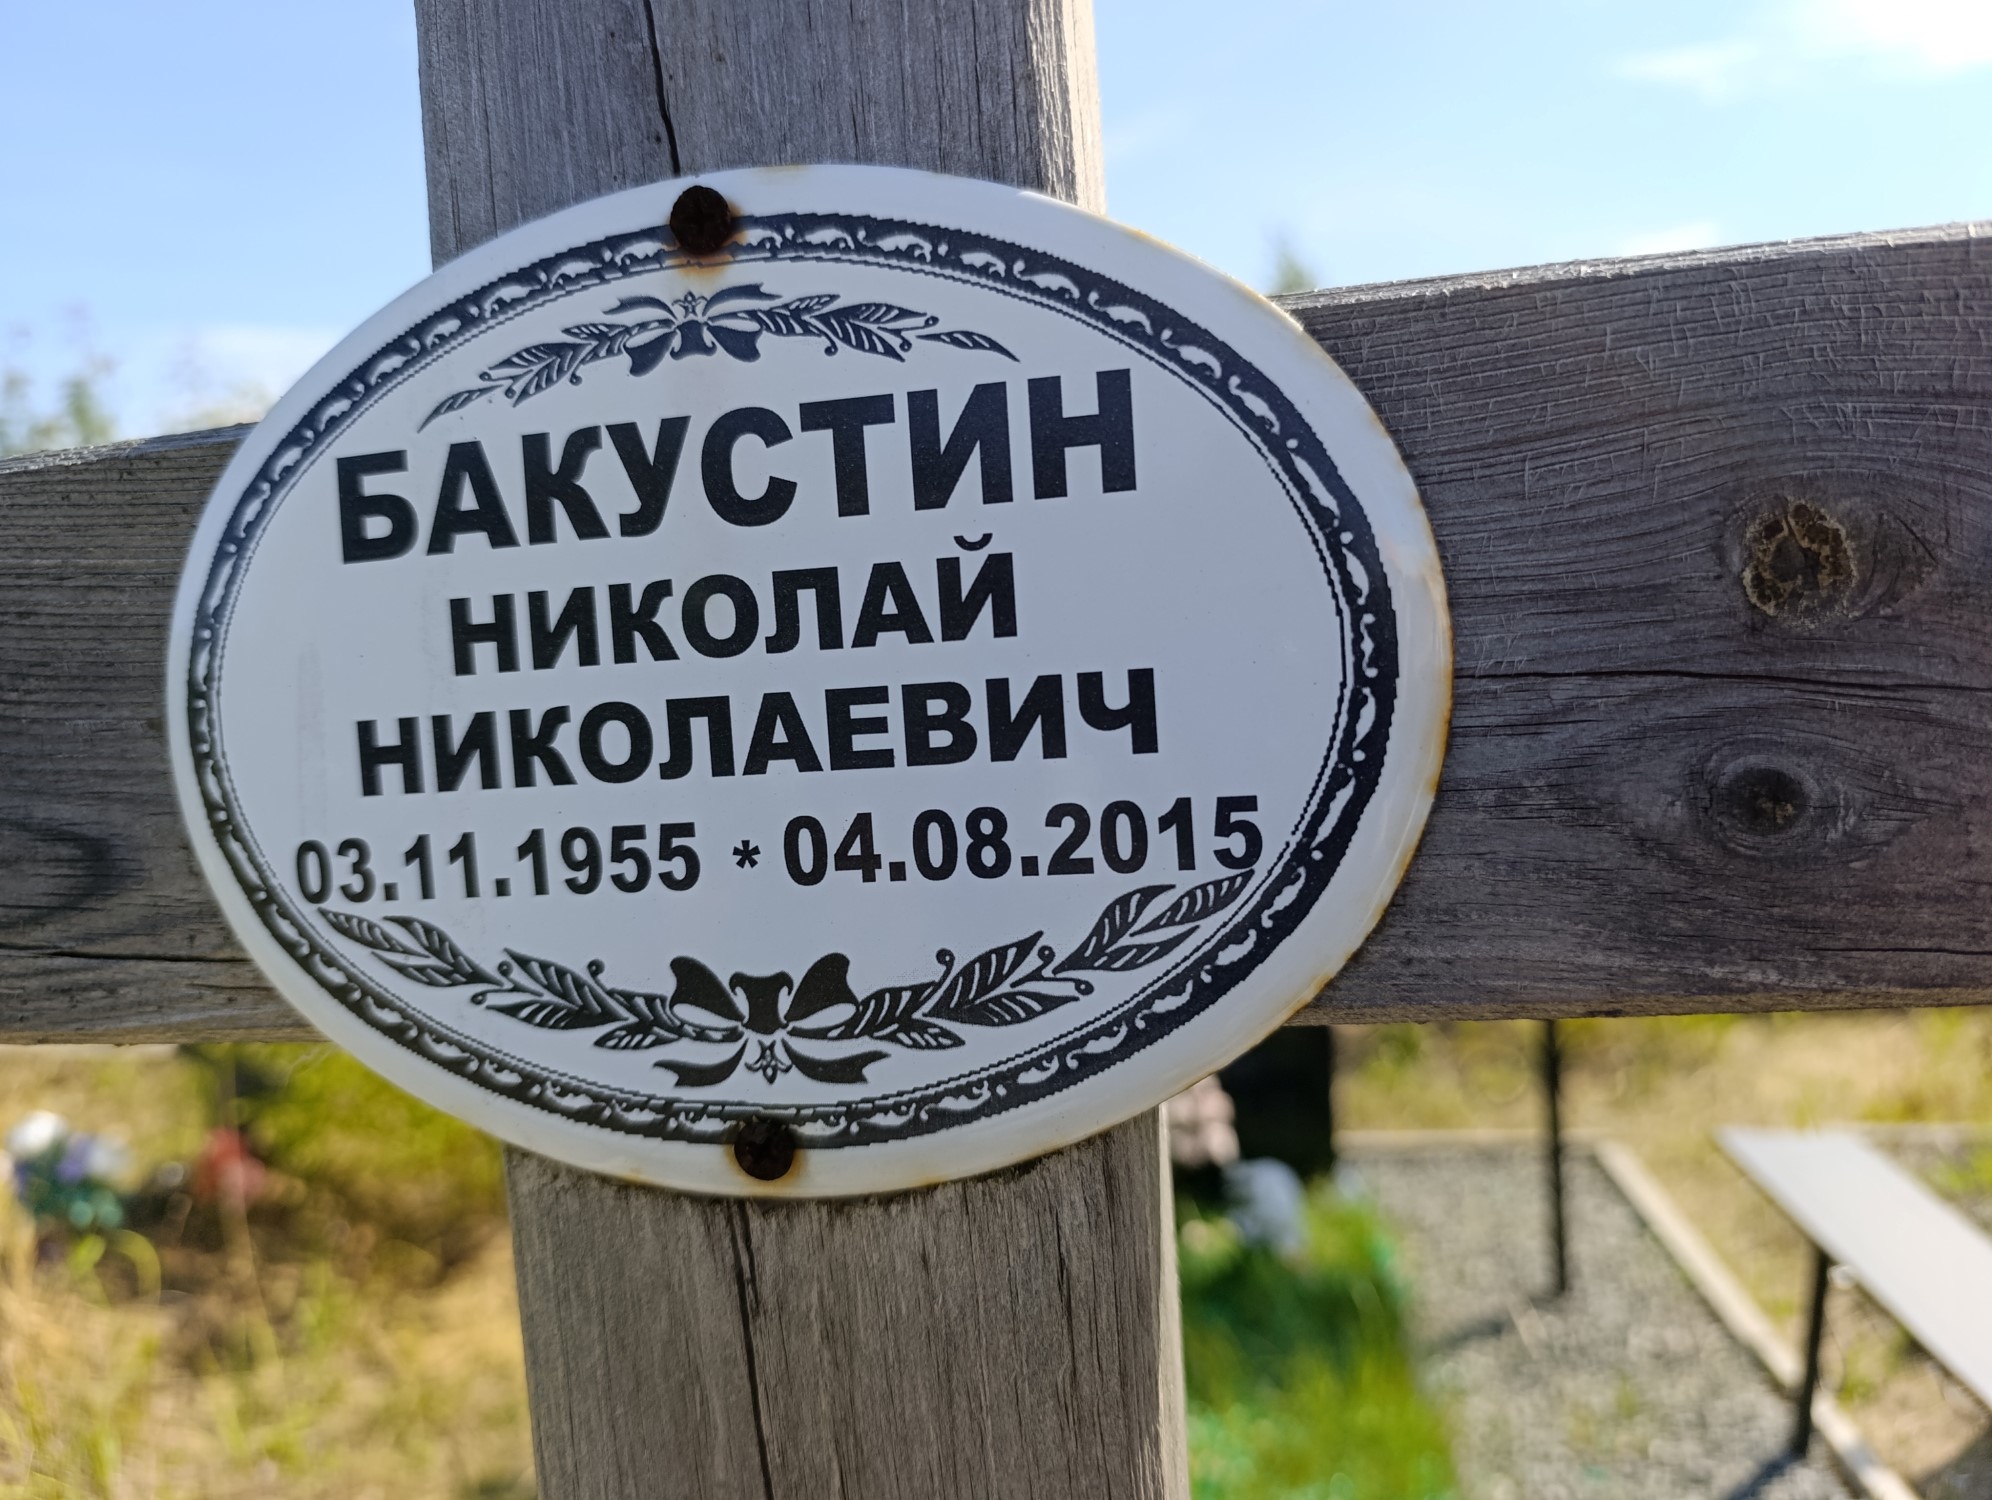 БАКУСТИН
НИКОЛАЙ
НИКОЛАЕВИЧ
03.11.1955 * 04.08.2015